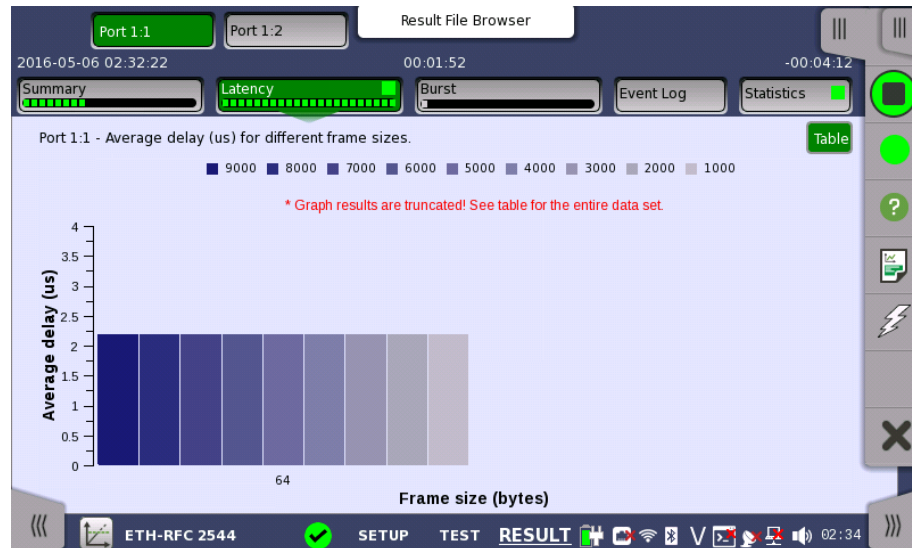 Port 1:1
Port 1:2
Result File Browser
2016-05-06 02:32:22
00:01:52
-00:04:12
Summary
Latency
Burst
Event Log
Statistics
Port 1:1 - Average delay (us) for different frame sizes.
Table
9000 8000 7000 6000 5000 4000 3000 2000 1000
* Graph results are truncated! See table for the entire data set.
4
3.5
3
2.5
2
1.5
1
0.5
0
Average delay (us)
64
Frame size (bytes)
ETH-RFC 2544
SETUP
TEST
RESULT
02:34